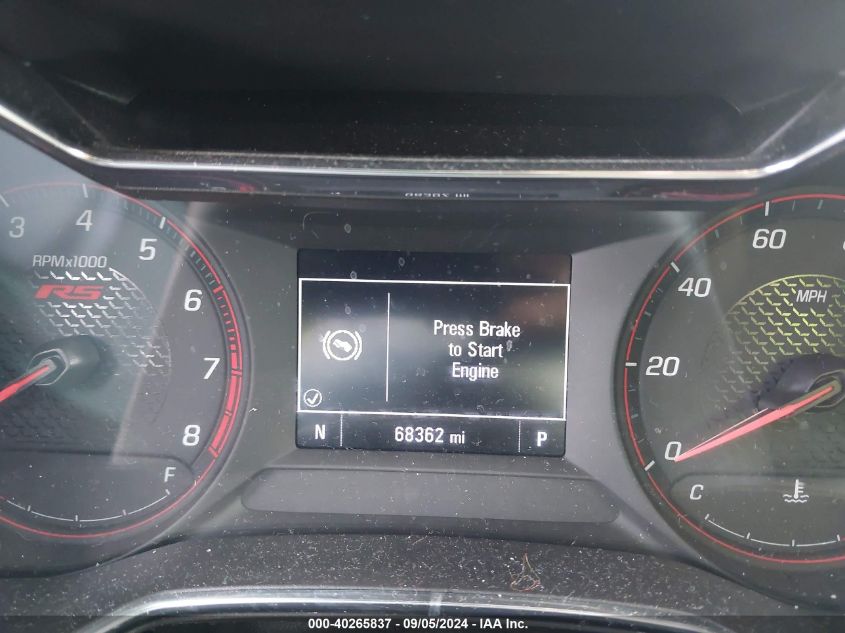 3
4
5
6
7
8
RPMx1000
RS
F
Press Brake
to Start
Engine
N 68362 mi P
0
20
40
60
MPH
C
000-40265837 - 09/05/2024 - IAA Inc.